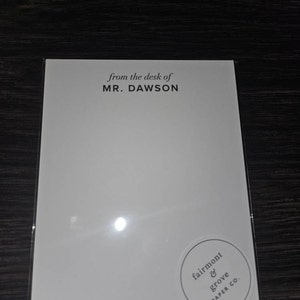 from the desk of
MR. DAWSON
fairmont
&
grove
PAPER CO.